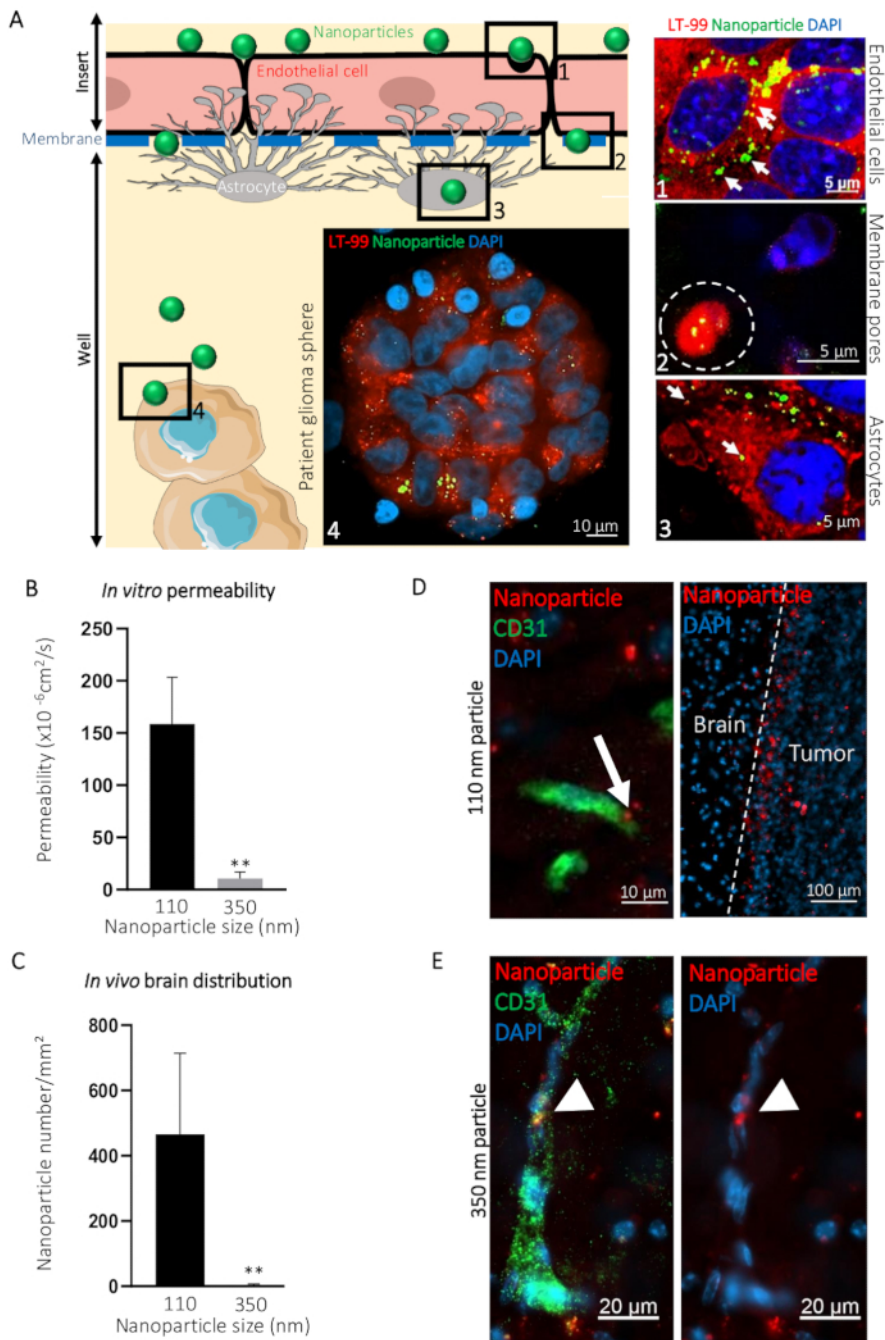 A
Insert
Membrane
Well
Nanoparticles
Endothelial cell
1
2
Astrocyte
3
4
Patient glioma sphere
LT-99 Nanoparticle DAPI
4
10 µm
LT-99 Nanoparticle DAPI
1
5 µm
Endothelial cells
2
5 µm
Membrane pores
3
5 µm
Astrocytes
B
In vitro permeability
Permeability (x10 -6cm2/s)
250
200
150
100
50
0
**
110 350
Nanoparticle size (nm)
C
In vivo brain distribution
Nanoparticle number/mm2
800
600
400
200
0
**
110 350
Nanoparticle size (nm)
D
110 nm particle
Nanoparticle
CD31
DAPI
10 µm
Nanoparticle
DAPI
Brain
Tumor
100 µm
E
350 nm particle
Nanoparticle
CD31
DAPI
20 µm
Nanoparticle
DAPI
20 µm